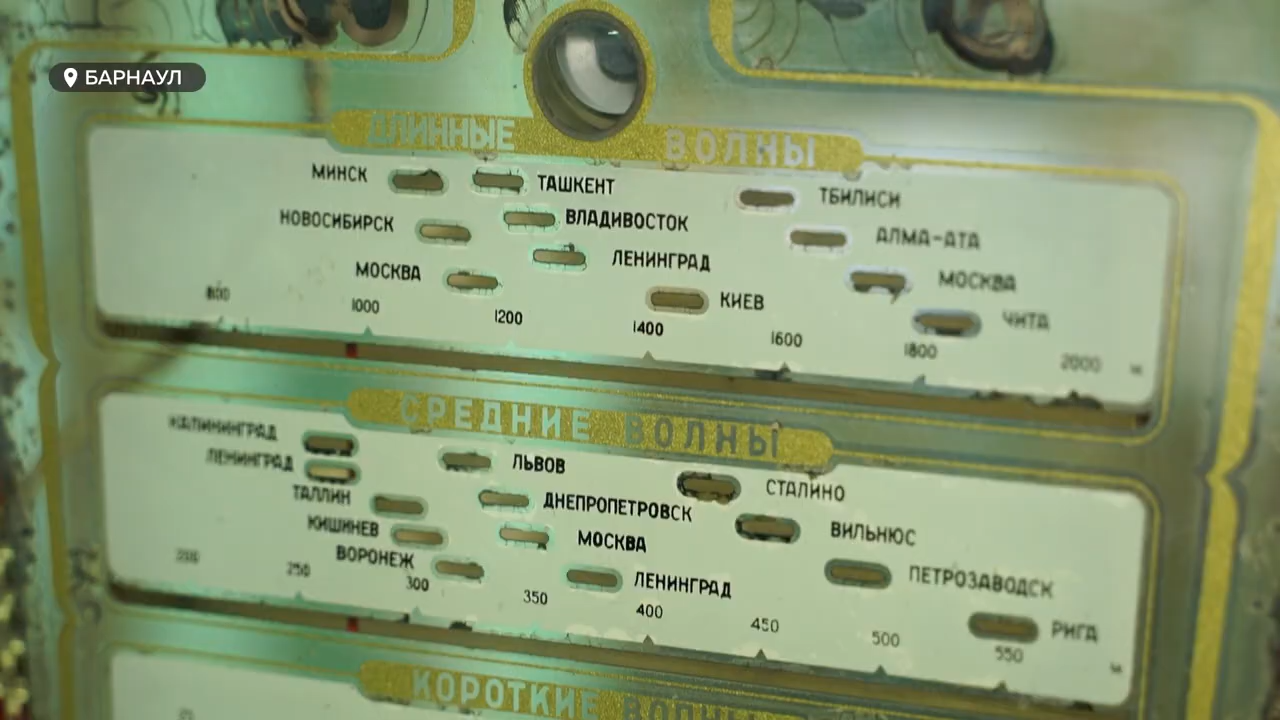 БАРНАУЛ
ДЛИННЫЕ ВОЛНЫ
МИНСК ТАШКЕНТ ТБИЛИСИ
НОВОСИБИРСК ВЛАДИВОСТОК АЛМА-АТА
МОСКВА ЛЕНИНГРАД МОСКВА
КИЕВ ЧИТА
800 1000 1200 1400 1600 1800 2000 м
СРЕДНИЕ ВОЛНЫ
КАЛИНИНГРАД ЛЬВОВ СТАЛИНО
ЛЕНИНГРАД ДНЕПРОПЕТРОВСК ВИЛЬНЮС
ТАЛЛИН МОСКВА ПЕТРОЗАВОДСК
КИШИНЕВ ЛЕНИНГРАД РИГА
ВОРОНЕЖ
200 250 300 350 400 450 500 550 м
КОРОТКИЕ ВОЛНЫ